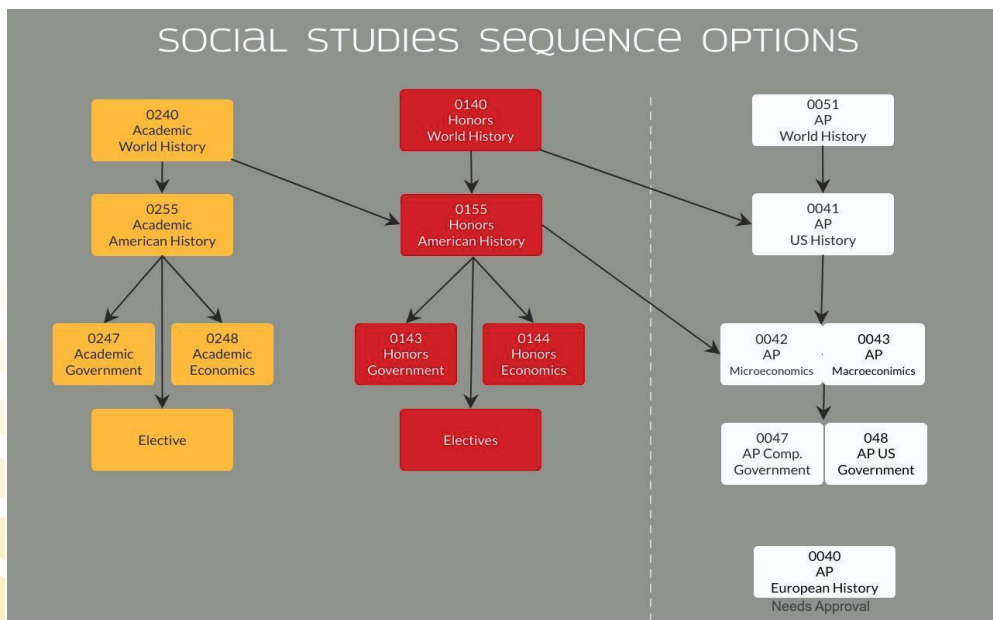 SOCIAL STUDIES SEQUENCE OPTIONS
0240
Academic
World History
0140
Honors
World History
0051
AP
World History
0255
Academic
American History
0155
Honors
American History
0041
AP
US History
0247
Academic
Government
0248
Academic
Economics
0143
Honors
Government
0144
Honors
Economics
0042
AP
Microeconomics
0043
AP
Macroeconimics
Elective
Electives
0047
AP Comp.
Government
048
AP US
Government
0040
AP
European History
Needs Approval